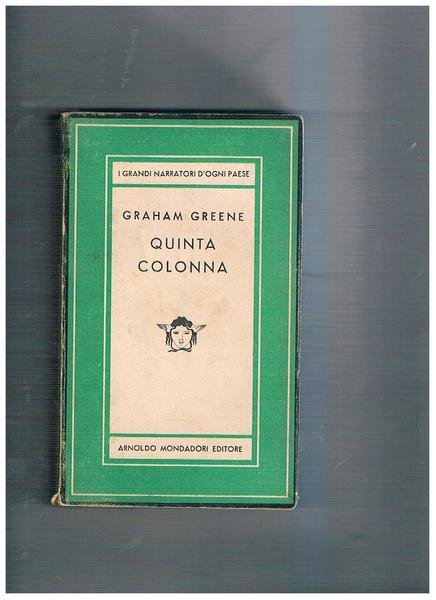 I GRANDI NARRATORI D'OGNI PAESE
GRAHAM GREENE
QUINTA
COLONNA
ARNOLDO MONDADORI EDITORE